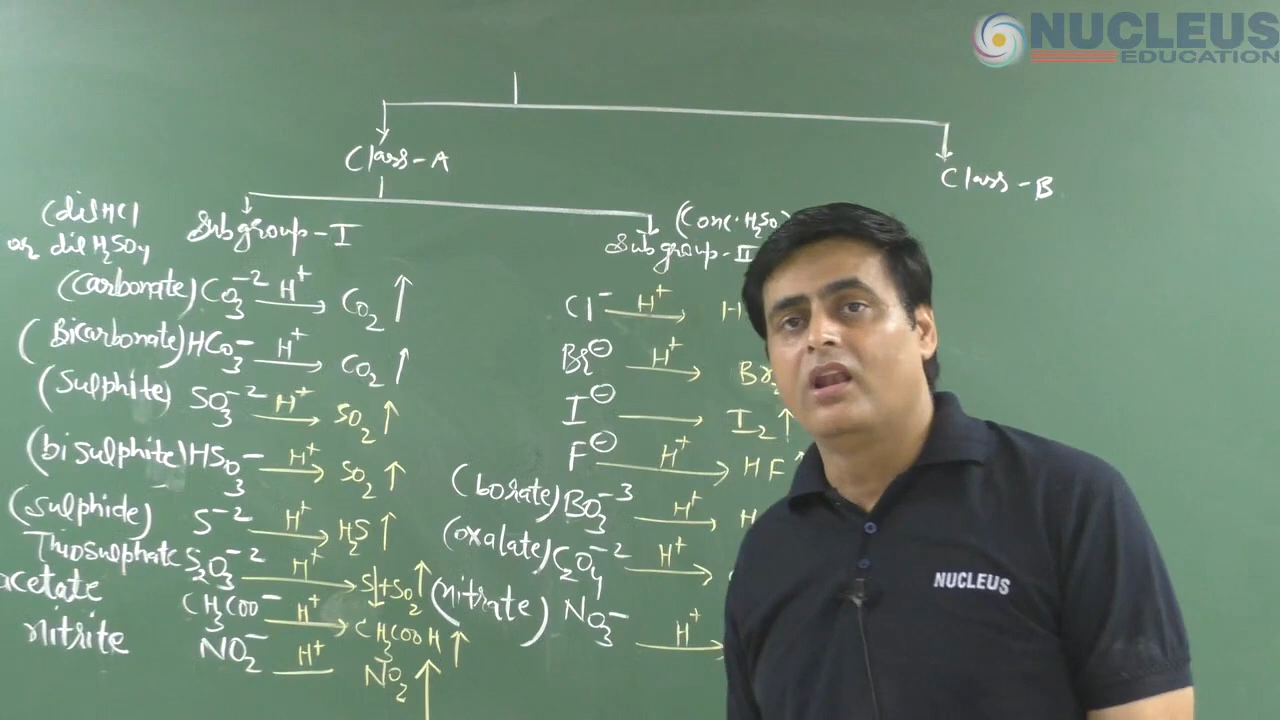 NUCLEUS
EDUCATION
Class-A
Class-B
(dil HCl
or dil H₂SO₄
Subgroup-I
(Conc. H₂SO
Subgroup-II
(Carbonate) CO₃⁻² H⁺ → CO₂ ↑
(Bicarbonate) HCO₃⁻ H⁺ → CO₂ ↑
(Sulphite) SO₃⁻² H⁺ → SO₂ ↑
(bisulphite) HSO₃⁻ H⁺ → SO₂ ↑
(Sulphide) S⁻² H⁺ → H₂S ↑
Thiosulphate S₂O₃⁻² H⁺ → S↓+SO₂ ↑
acetate CH₃COO⁻ H⁺ → CH₃COOH ↑
nitrite NO₂⁻ H⁺ NO₂ ↑
Cl⁻ H⁺ → H
Br⊖ H⁺ → Br₂
I⊖ → I₂ ↑
F⊖ H⁺ → HF ↑
(borate) BO₃⁻³ H⁺ → H
(oxalate) C₂O₄⁻² H⁺ →
(nitrate) NO₃⁻ H⁺
NUCLEUS